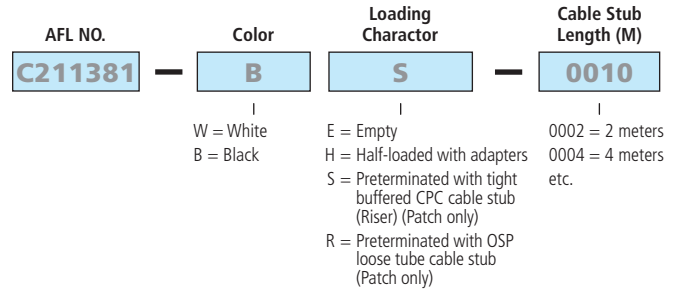 AFL NO.
Color
Loading
Charactor
Cable Stub
Length (M)
C211381 — B S — 0010
W = White
B = Black
E = Empty
H = Half-loaded with adapters
S = Preterminated with tight
buffered CPC cable stub
(Riser) (Patch only)
R = Preterminated with OSP
loose tube cable stub
(Patch only)
0002 = 2 meters
0004 = 4 meters
etc.